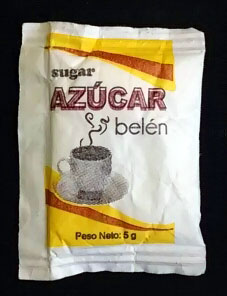 sugar
AZÚCAR
belén
Peso Neto: 5 g